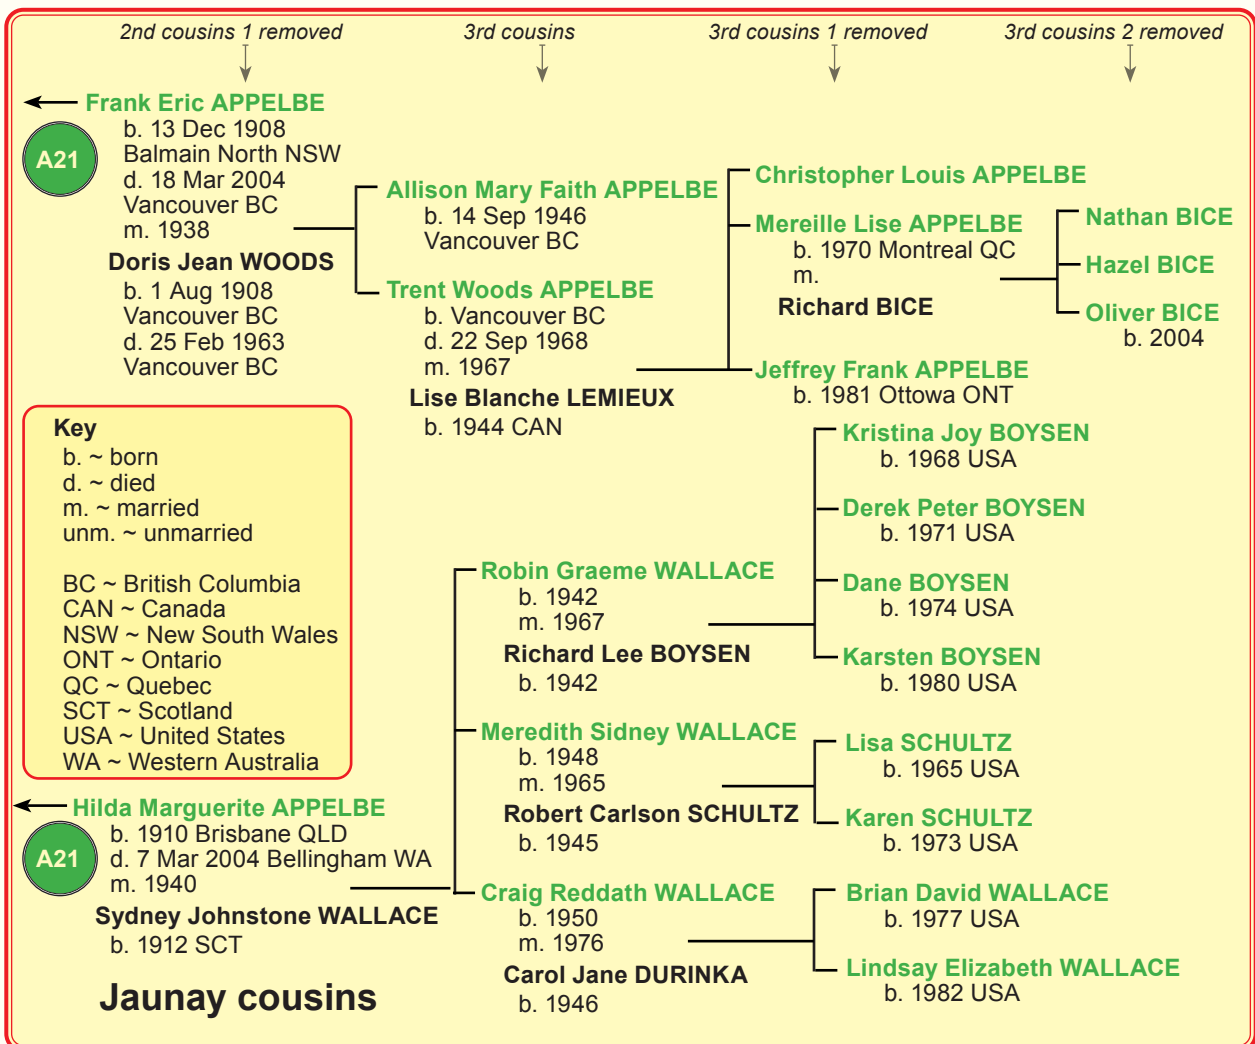 2nd cousins 1 removed
3rd cousins
3rd cousins 1 removed
3rd cousins 2 removed
Frank Eric APPELBE
A21
b. 13 Dec 1908
Balmain North NSW
d. 18 Mar 2004
Vancouver BC
m. 1938
Doris Jean WOODS
b. 1 Aug 1908
Vancouver BC
d. 25 Feb 1963
Vancouver BC
Allison Mary Faith APPELBE
b. 14 Sep 1946
Vancouver BC
Trent Woods APPELBE
b. Vancouver BC
d. 22 Sep 1968
m. 1967
Lise Blanche LEMIEUX
b. 1944 CAN
Christopher Louis APPELBE
Mereille Lise APPELBE
b. 1970 Montreal QC
m.
Richard BICE
Jeffrey Frank APPELBE
b. 1981 Ottowa ONT
Nathan BICE
Hazel BICE
Oliver BICE
b. 2004
Key
b. ~ born
d. ~ died
m. ~ married
unm. ~ unmarried
BC ~ British Columbia
CAN ~ Canada
NSW ~ New South Wales
ONT ~ Ontario
QC ~ Quebec
SCT ~ Scotland
USA ~ United States
WA ~ Western Australia
Hilda Marguerite APPELBE
A21
b. 1910 Brisbane QLD
d. 7 Mar 2004 Bellingham WA
m. 1940
Sydney Johnstone WALLACE
b. 1912 SCT
Robin Graeme WALLACE
b. 1942
m. 1967
Richard Lee BOYSEN
b. 1942
Kristina Joy BOYSEN
b. 1968 USA
Derek Peter BOYSEN
b. 1971 USA
Dane BOYSEN
b. 1974 USA
Karsten BOYSEN
b. 1980 USA
Meredith Sidney WALLACE
b. 1948
m. 1965
Robert Carlson SCHULTZ
b. 1945
Lisa SCHULTZ
b. 1965 USA
Karen SCHULTZ
b. 1973 USA
Craig Reddath WALLACE
b. 1950
m. 1976
Carol Jane DURINKA
b. 1946
Brian David WALLACE
b. 1977 USA
Lindsay Elizabeth WALLACE
b. 1982 USA
Jaunay cousins